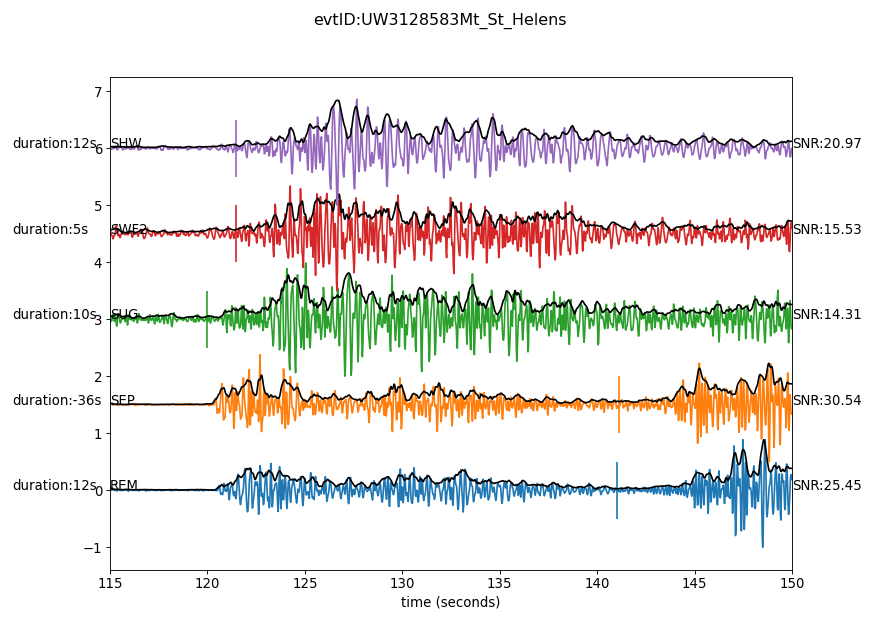 evtID:UW3128583Mt_St_Helens
7
duration:12s SHW SNR:20.97
6
5
duration:5s SWF2 SNR:15.53
4
duration:10s SUG SNR:14.31
3
2
duration:-36s SEP SNR:30.54
1
duration:12s REM SNR:25.45
0
−1
115 120 125 130 135 140 145 150
time (seconds)